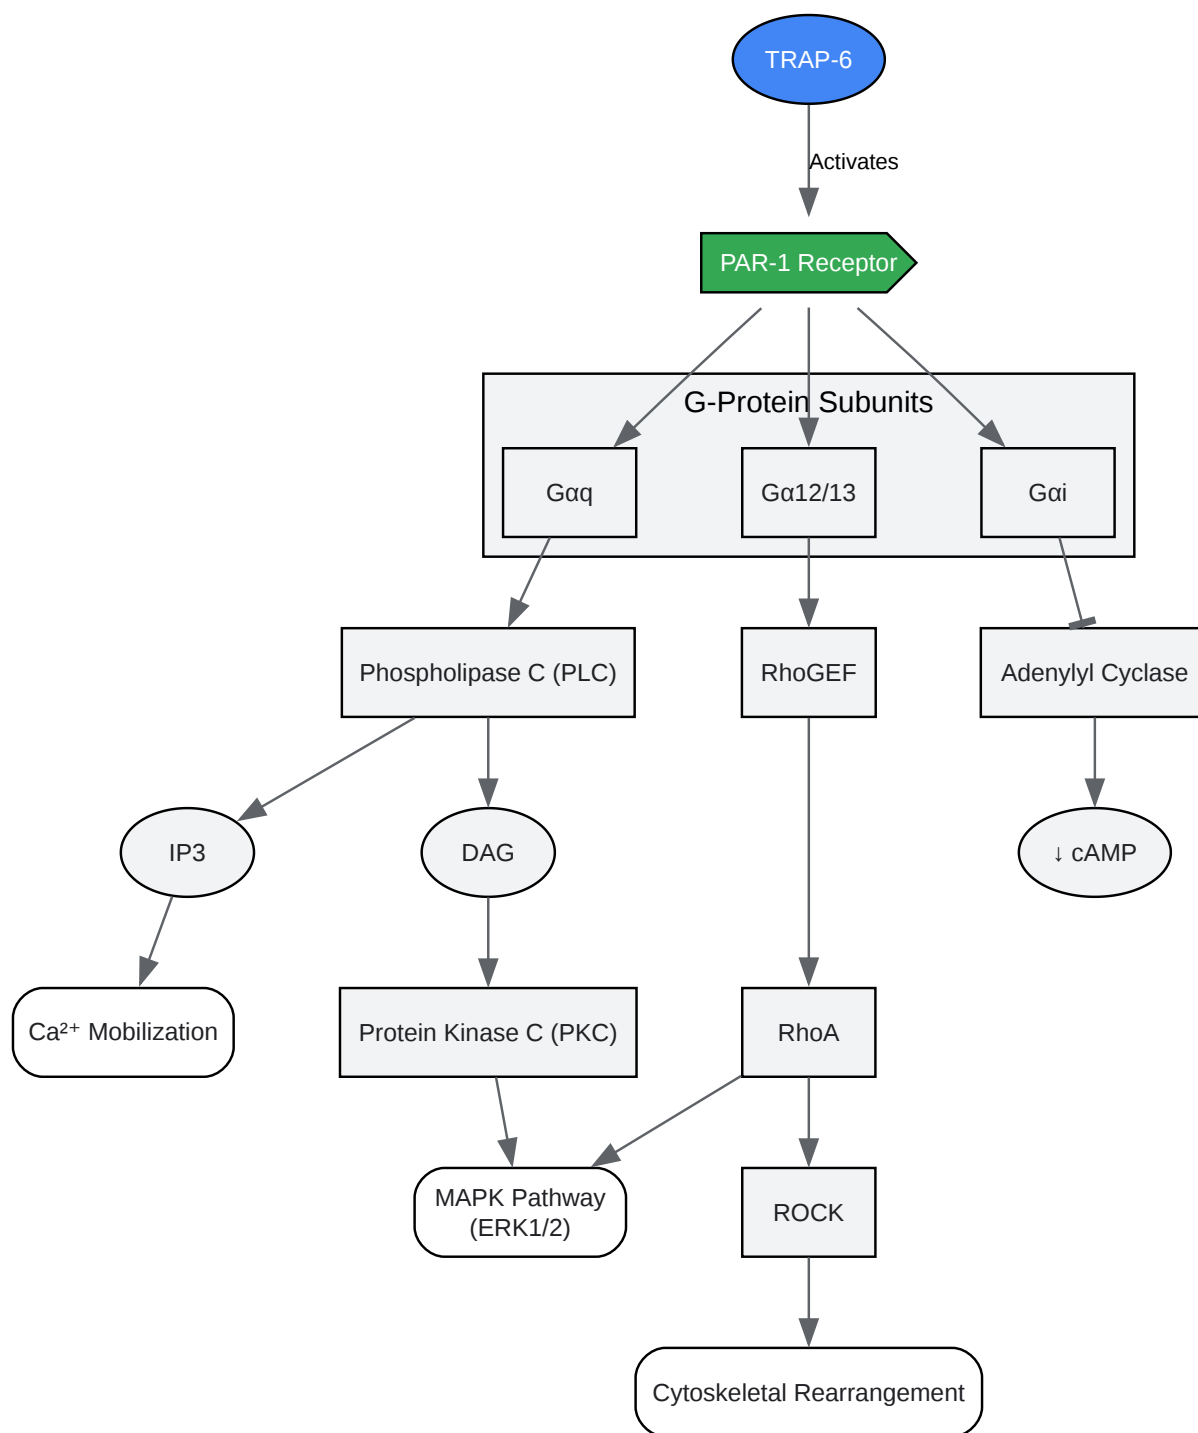 TRAP-6
Activates
PAR-1 Receptor
G-Protein Subunits
Gαq
Gα12/13
Gαi
Phospholipase C (PLC)
RhoGEF
Adenylyl Cyclase
IP3
DAG
↓ cAMP
Ca²⁺ Mobilization
Protein Kinase C (PKC)
RhoA
MAPK Pathway
(ERK1/2)
ROCK
Cytoskeletal Rearrangement